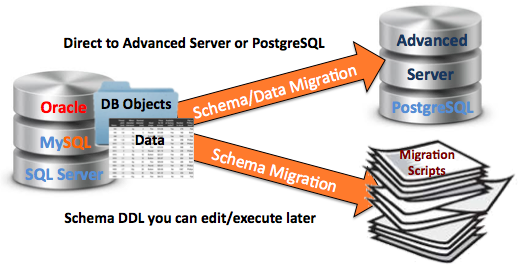 Direct to Advanced Server or PostgreSQL
Advanced
Server
PostgreSQL
Oracle
MySQL
SQL Server
DB Objects
Data
Schema/Data Migration
Schema Migration
Migration
Scripts
Schema DDL you can edit/execute later